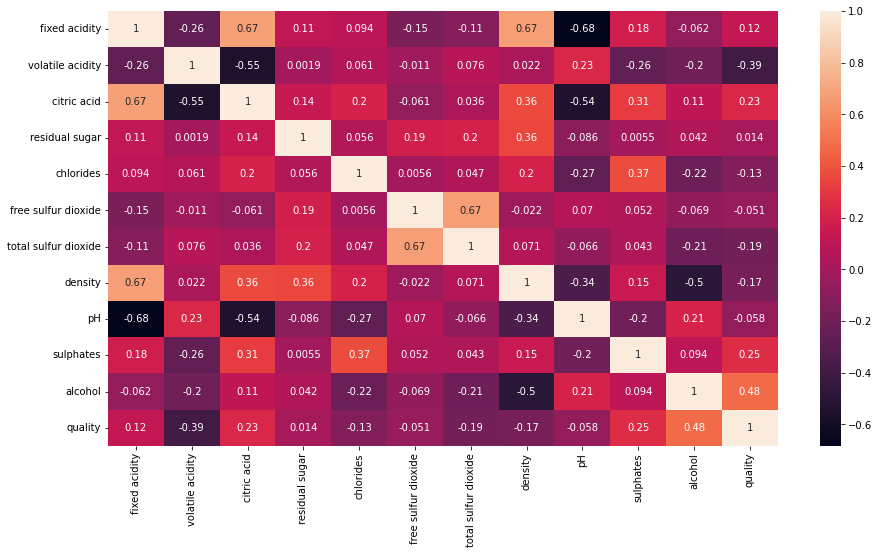 fixed acidity 1 -0.26 0.67 0.11 0.094 -0.15 -0.11 0.67 -0.68 0.18 -0.062 0.12
volatile acidity -0.26 1 -0.55 0.0019 0.061 -0.011 0.076 0.022 0.23 -0.26 -0.2 -0.39
citric acid 0.67 -0.55 1 0.14 0.2 -0.061 0.036 0.36 -0.54 0.31 0.11 0.23
residual sugar 0.11 0.0019 0.14 1 0.056 0.19 0.2 0.36 -0.086 0.0055 0.042 0.014
chlorides 0.094 0.061 0.2 0.056 1 0.0056 0.047 0.2 -0.27 0.37 -0.22 -0.13
free sulfur dioxide -0.15 -0.011 -0.061 0.19 0.0056 1 0.67 -0.022 0.07 0.052 -0.069 -0.051
total sulfur dioxide -0.11 0.076 0.036 0.2 0.047 0.67 1 0.071 -0.066 0.043 -0.21 -0.19
density 0.67 0.022 0.36 0.36 0.2 -0.022 0.071 1 -0.34 0.15 -0.5 -0.17
pH -0.68 0.23 -0.54 -0.086 -0.27 0.07 -0.066 -0.34 1 -0.2 0.21 -0.058
sulphates 0.18 -0.26 0.31 0.0055 0.37 0.052 0.043 0.15 -0.2 1 0.094 0.25
alcohol -0.062 -0.2 0.11 0.042 -0.22 -0.069 -0.21 -0.5 0.21 0.094 1 0.48
quality 0.12 -0.39 0.23 0.014 -0.13 -0.051 -0.19 -0.17 -0.058 0.25 0.48 1
fixed acidity
volatile acidity
citric acid
residual sugar
chlorides
free sulfur dioxide
total sulfur dioxide
density
pH
sulphates
alcohol
quality
1.0
0.8
0.6
0.4
0.2
0.0
−0.2
−0.4
−0.6